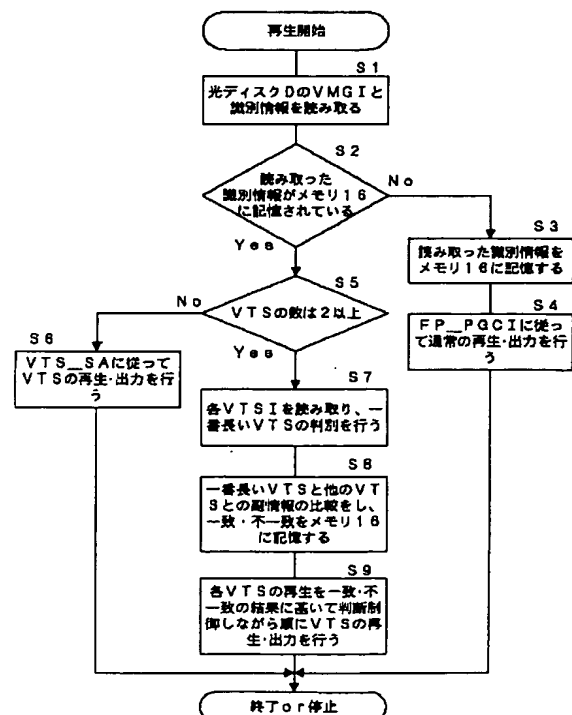 再生開始
S1
光ディスクDのVMGIと
識別情報を読み取る
S2
読み取った
識別情報がメモリ16
に記憶されている
No
Yes
S3
読み取った識別情報を
メモリ16に記憶する
S5
VTSの数は2以上
No
Yes
S4
FP_PGCIに従っ
て通常の再生・出力を行
う
S6
VTS_SAに従って
VTSの再生・出力を行
う
S7
各VTSIを読み取り、一
番長いVTSの判別を行う
S8
一番長いVTSと他のVT
Sとの副情報の比較をし、
一致・不一致をメモリ16
に記憶する
S9
各VTSの再生を一致・不
一致の結果に基いて判断制
御しながら順にVTSの再
生・出力を行う
終了or停止